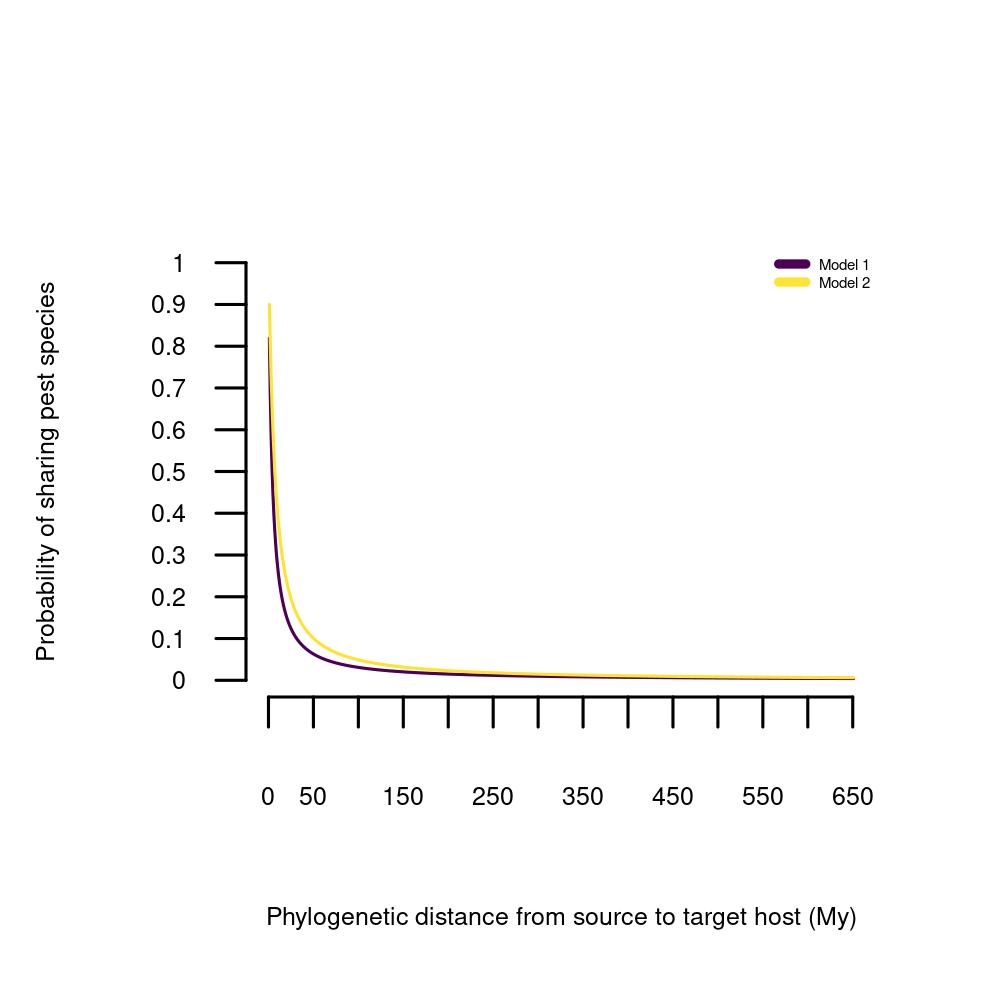 Model 1
Model 2
Probability of sharing pest species
1
0.9
0.8
0.7
0.6
0.5
0.4
0.3
0.2
0.1
0
0 50 150 250 350 450 550 650
Phylogenetic distance from source to target host (My)